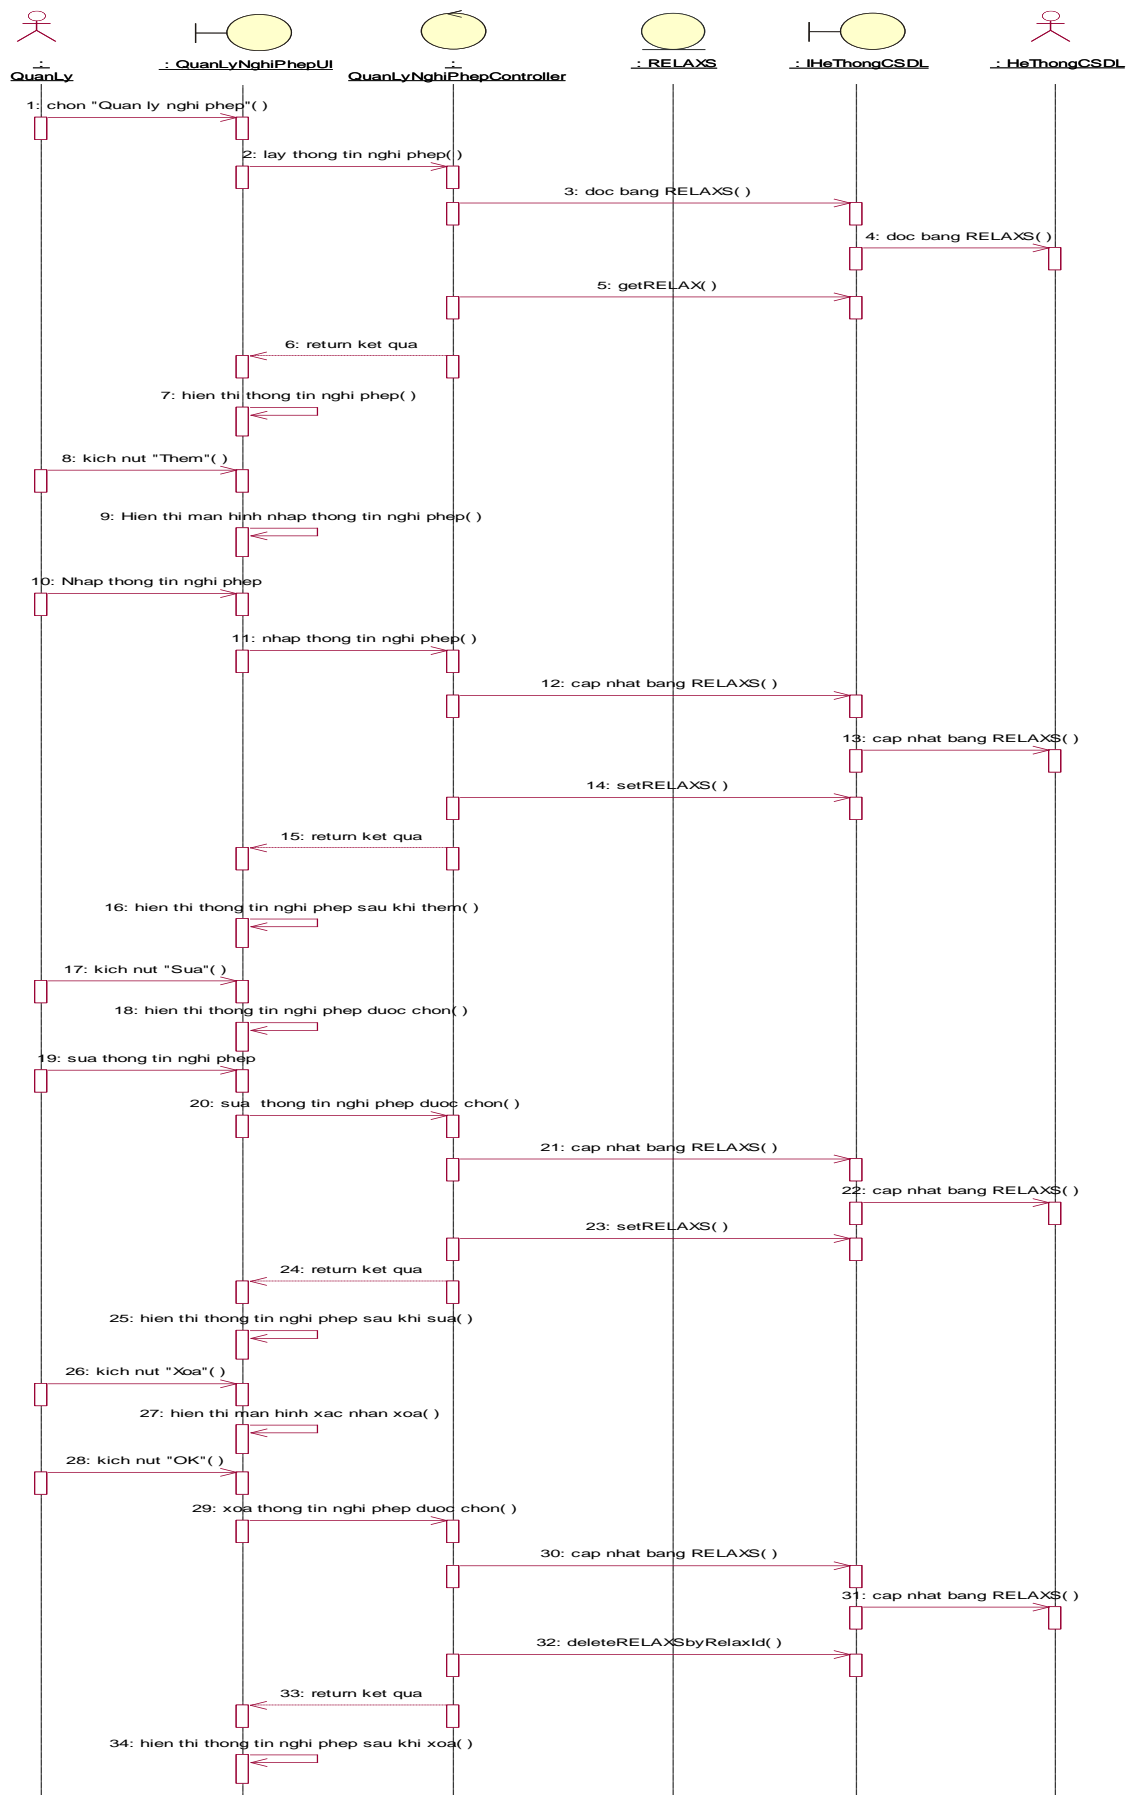 :
QuanLy
: QuanLyNghiPhepUI
:
QuanLyNghiPhepController
: RELAXS
: IHeThongCSDL
: HeThongCSDL
1: chon "Quan ly nghi phep"( )
2: lay thong tin nghi phep( )
3: doc bang RELAXS( )
4: doc bang RELAXS( )
5: getRELAX( )
6: return ket qua
7: hien thi thong tin nghi phep( )
8: kich nut "Them"( )
9: Hien thi man hinh nhap thong tin nghi phep( )
10: Nhap thong tin nghi phep
11: nhap thong tin nghi phep( )
12: cap nhat bang RELAXS( )
13: cap nhat bang RELAXS( )
14: setRELAXS( )
15: return ket qua
16: hien thi thong tin nghi phep sau khi them( )
17: kich nut "Sua"( )
18: hien thi thong tin nghi phep duoc chon( )
19: sua thong tin nghi phep
20: sua  thong tin nghi phep duoc chon( )
21: cap nhat bang RELAXS( )
22: cap nhat bang RELAXS( )
23: setRELAXS( )
24: return ket qua
25: hien thi thong tin nghi phep sau khi sua( )
26: kich nut "Xoa"( )
27: hien thi man hinh xac nhan xoa( )
28: kich nut "OK"( )
29: xoa thong tin nghi phep duoc chon( )
30: cap nhat bang RELAXS( )
31: cap nhat bang RELAXS( )
32: deleteRELAXSbyRelaxId( )
33: return ket qua
34: hien thi thong tin nghi phep sau khi xoa( )